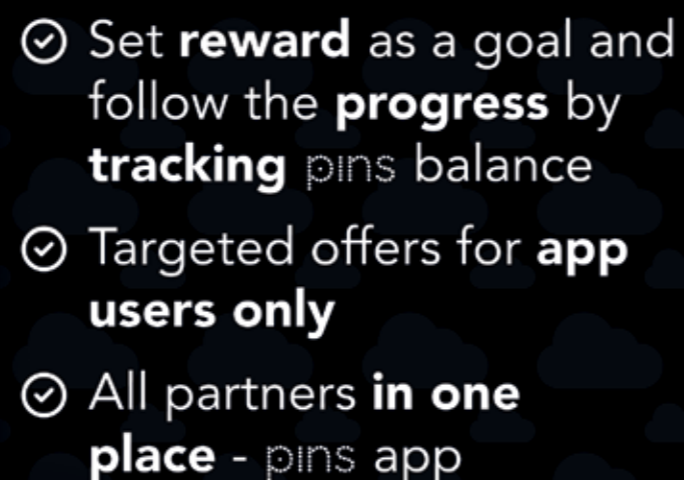 Set reward as a goal and
follow the progress by
tracking pins balance
Targeted offers for app
users only
All partners in one
place - pins app